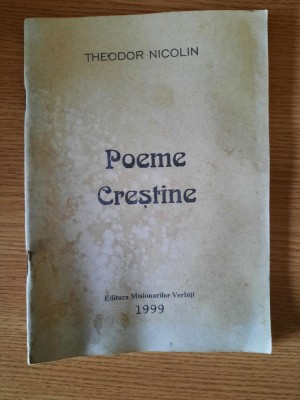 THEODOR NICOLIN
Poeme
Creștine
Editura Misionarilor Verbiți
1999